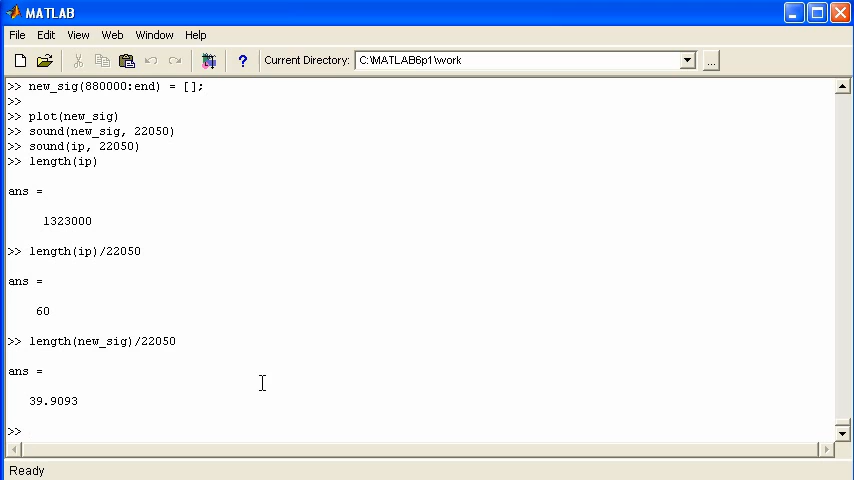 MATLAB
File Edit View Web Window Help
? Current Directory: C:\MATLAB6p1\work ...
>> new_sig(880000:end) = [];
>>
>> plot(new_sig)
>> sound(new_sig, 22050)
>> sound(ip, 22050)
>> length(ip)
ans =
1323000
>> length(ip)/22050
ans =
60
>> length(new_sig)/22050
ans =
39.9093
>>
Ready